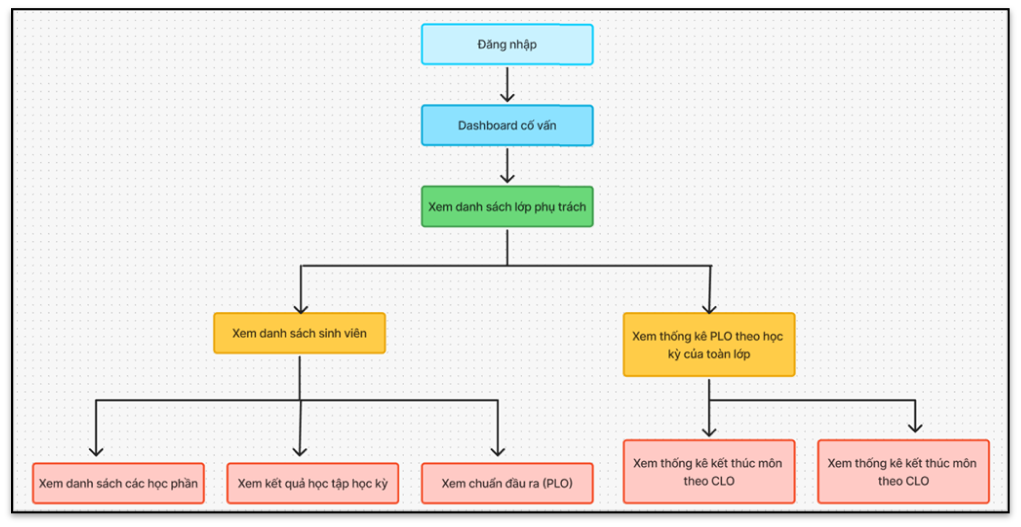 Đăng nhập
Dashboard cố vấn
Xem danh sách lớp phụ trách
Xem danh sách sinh viên
Xem thống kê PLO theo học
kỳ của toàn lớp
Xem danh sách các học phần
Xem kết quả học tập học kỳ
Xem chuẩn đầu ra (PLO)
Xem thống kê kết thúc môn
theo CLO
Xem thống kê kết thúc môn
theo CLO